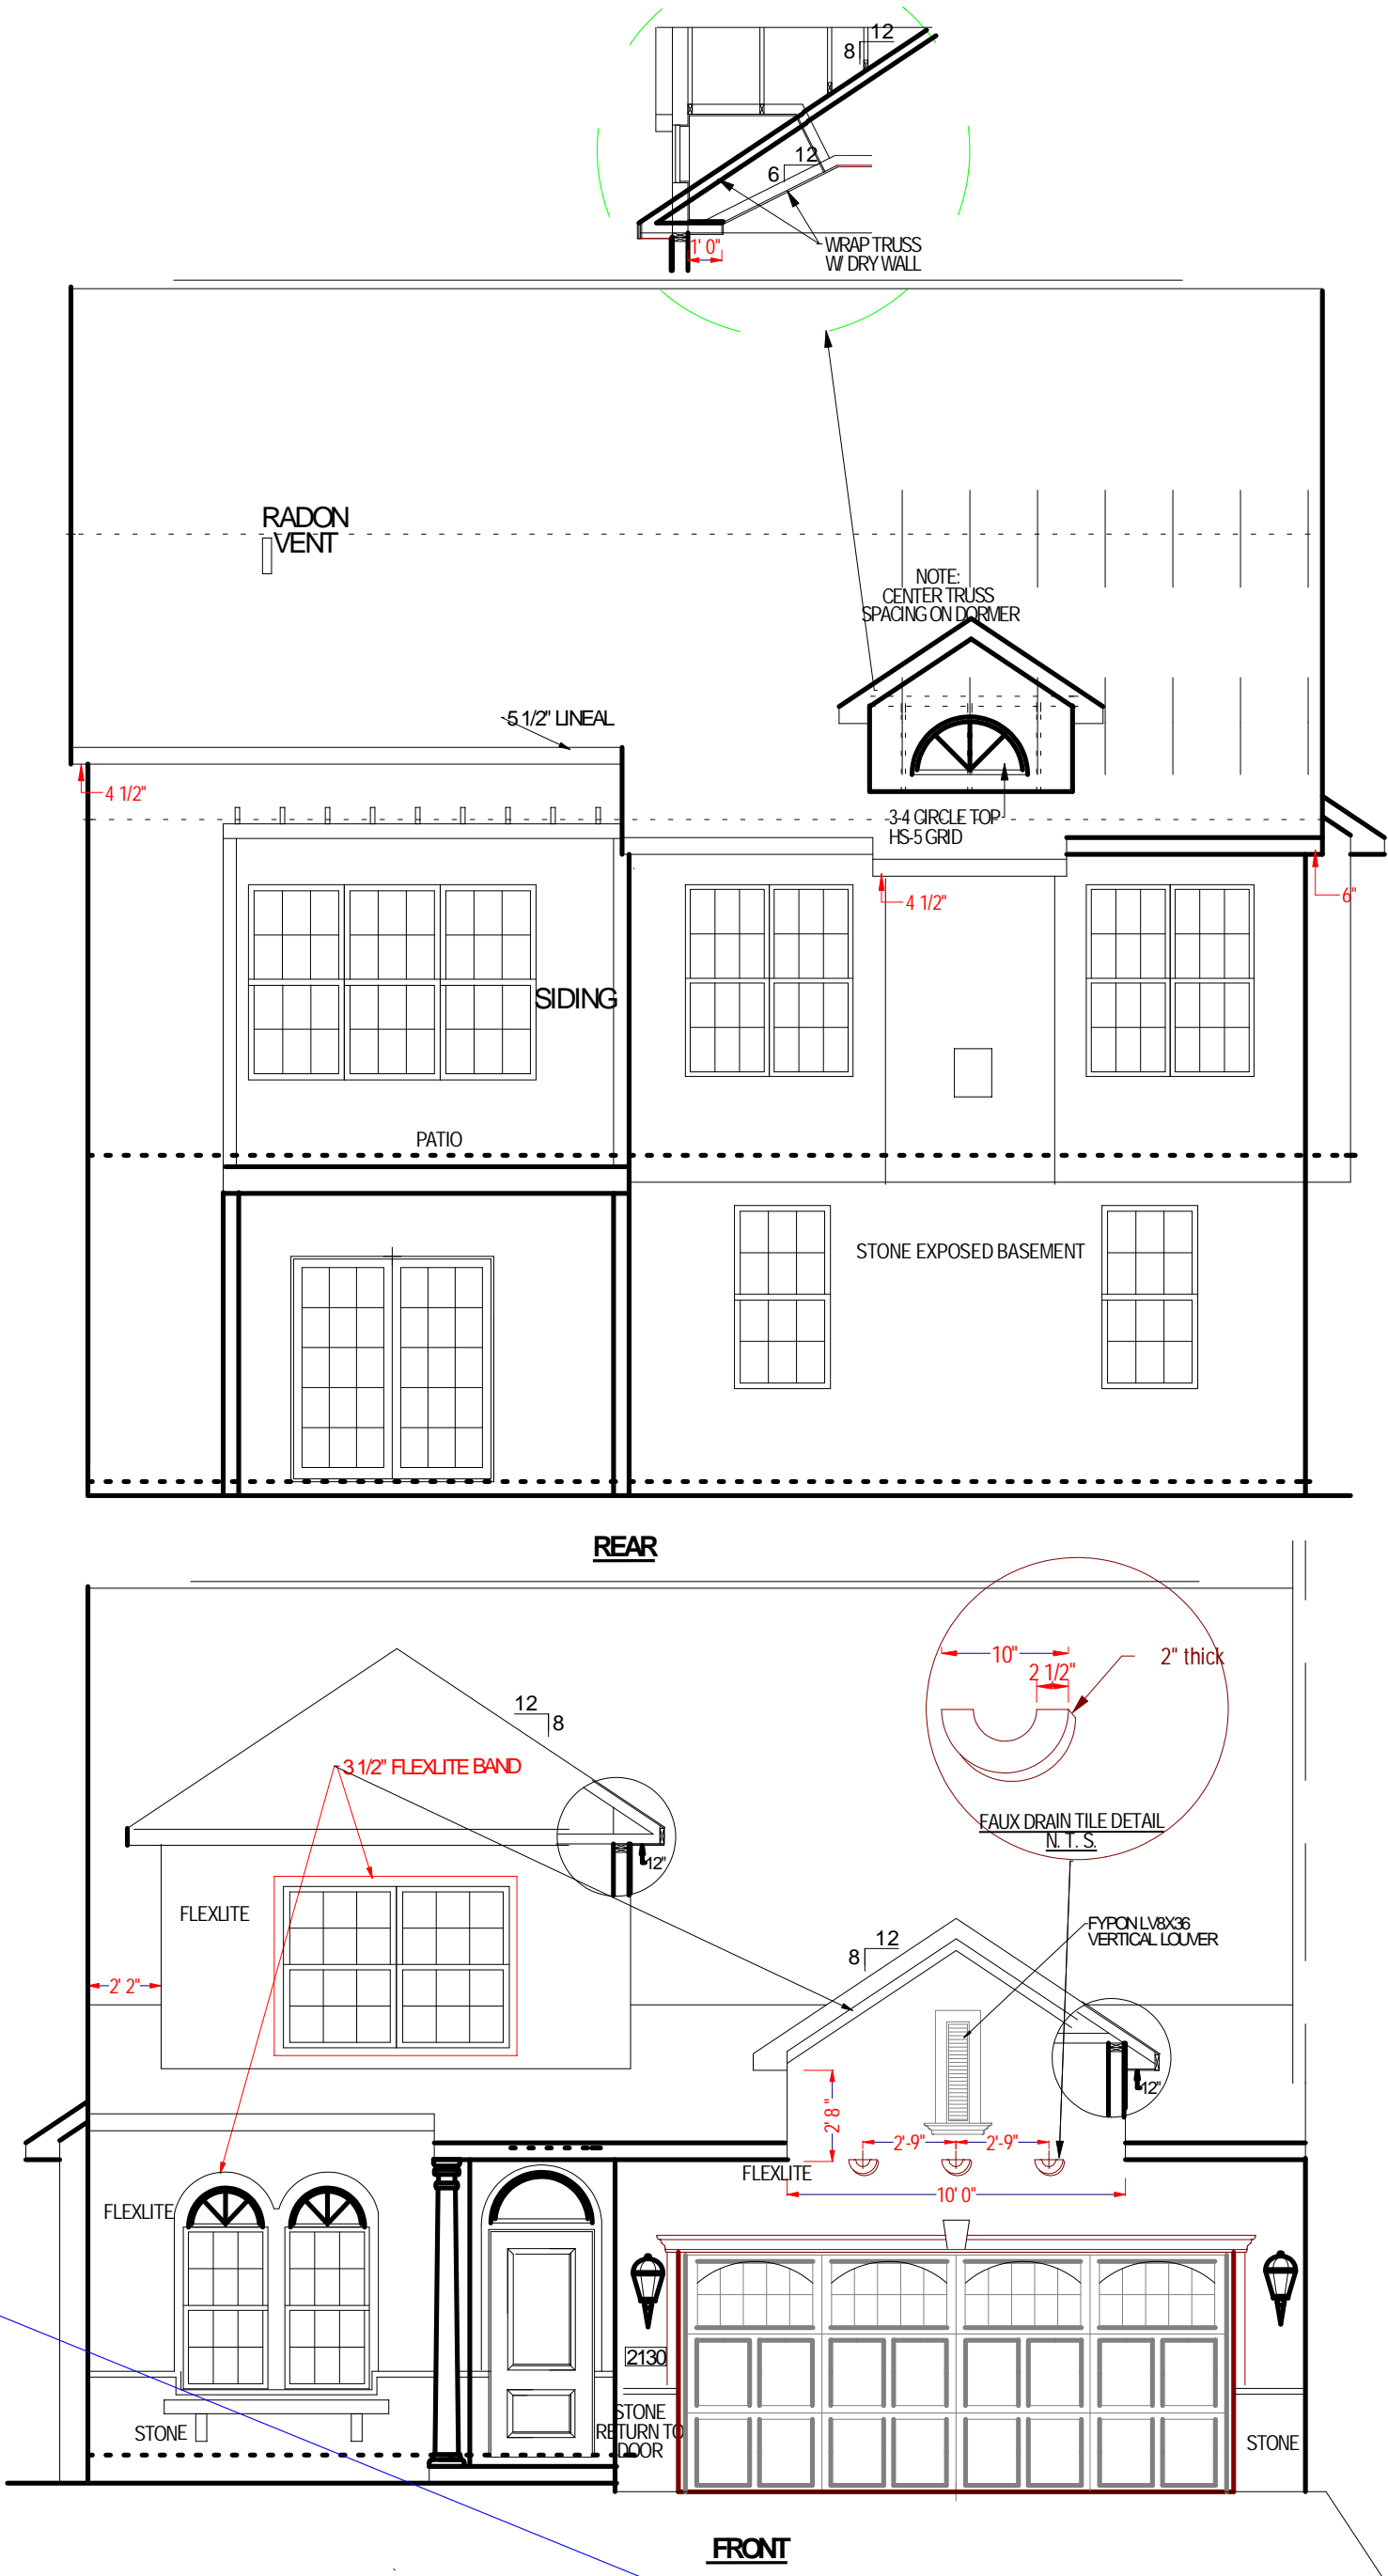 12
8
12
6
1' 0"
WRAP TRUSS
W/ DRY WALL
RADON
VENT
NOTE:
CENTER TRUSS
SPACING ON DORMER
5 1/2" LINEAL
4 1/2"
3-4 CIRCLE TOP
HS-5 GRID
4 1/2"
6"
SIDING
PATIO
STONE EXPOSED BASEMENT
REAR
10"
2 1/2"
2" thick
12
8
3 1/2" FLEXLITE BAND
FAUX DRAIN TILE DETAIL
N. T. S.
12"
FLEXLITE
FYPON LV8X36
VERTICAL LOUVER
12
8
2' 2"
12"
2' 8"
2'-9"
2'-9"
FLEXLITE
10' 0"
FLEXLITE
2130
STONE
STONE
RETURN TO
DOOR
STONE
FRONT